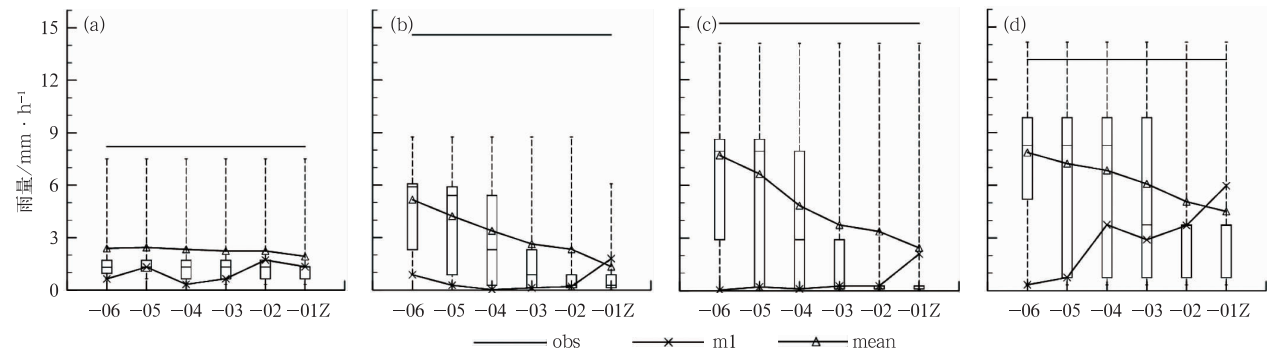 (a) (b) (c) (d)
15
12
9
6
3
0
雨量/mm·h⁻¹
−06 −05 −04 −03 −02 −01Z −06 −05 −04 −03 −02 −01Z −06 −05 −04 −03 −02 −01Z −06 −05 −04 −03 −02 −01Z
obs m1 mean